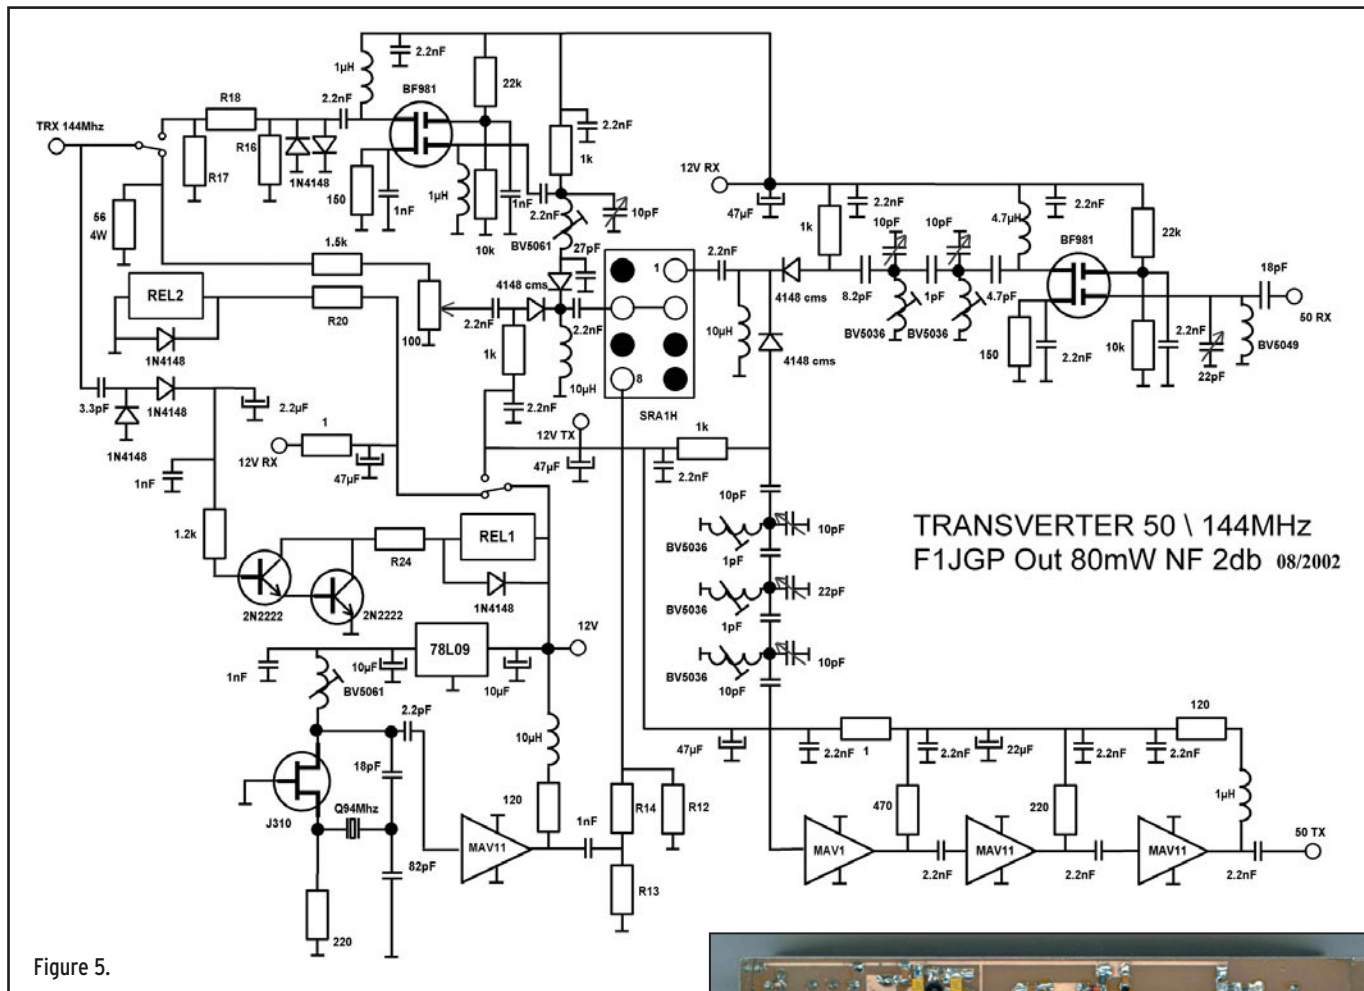 2.2nF
1µH
22k
BF981
R18
2.2nF
2.2nF
TRX 144Mhz
R16
1k
R17
1N4148
12V RX
150
1µH
1nF
1nF
10k
2.2nF
10pF
47µF
2.2nF
2.2nF
4.7µH
10pF
10pF
BF981
22k
56
4W
1k
BV5061
27pF
1.5k
1
2.2nF
18pF
REL2
4148 cms
4148 cms
8.2pF
1pF
4.7pF
50 RX
R20
2.2nF
2.2nF
10µH
BV5036
BV5036
150
2.2nF
10k
2.2nF
BV5049
1N4148
100
1k
4148 cms
22pF
3.3pF
1N4148
2.2µF
10µH
8
2.2nF
SRA1H
1
1k
12V TX
1N4148
12V RX
47µF
47µF
2.2nF
1nF
10pF
1.2k
REL1
10pF
BV5036
TRANSVERTER 50 \ 144MHz
R24
1pF
F1JGP Out 80mW NF 2db 08/2002
2N2222
1N4148
22pF
BV5036
2N2222
1pF
12V
78L09
1nF
10µF
10µF
10pF
BV5036
BV5061
10pF
2.2pF
120
10µH
47µF
2.2nF
1
2.2nF
22µF
2.2nF
2.2nF
18pF
120
R14
R12
470
220
1µH
Q94Mhz
1nF
J310
MAV11
MAV1
MAV11
MAV11
50 TX
82pF
2.2nF
2.2nF
2.2nF
R13
220
Figure 5.